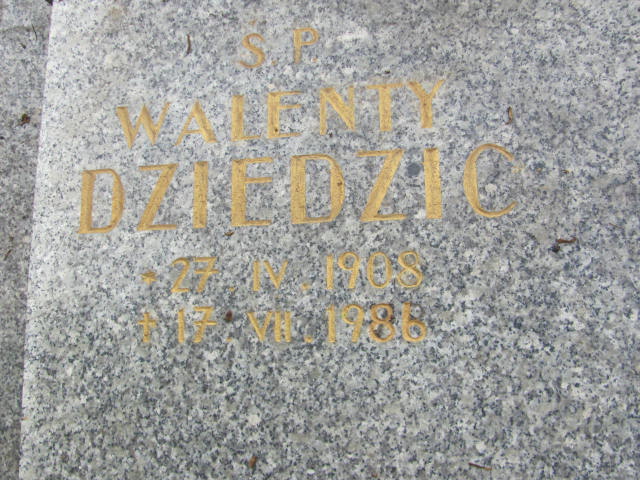 Ś. P.
WALENTY
DZIEDZIC
* 27. IV. 1908
† 17. VII. 1986